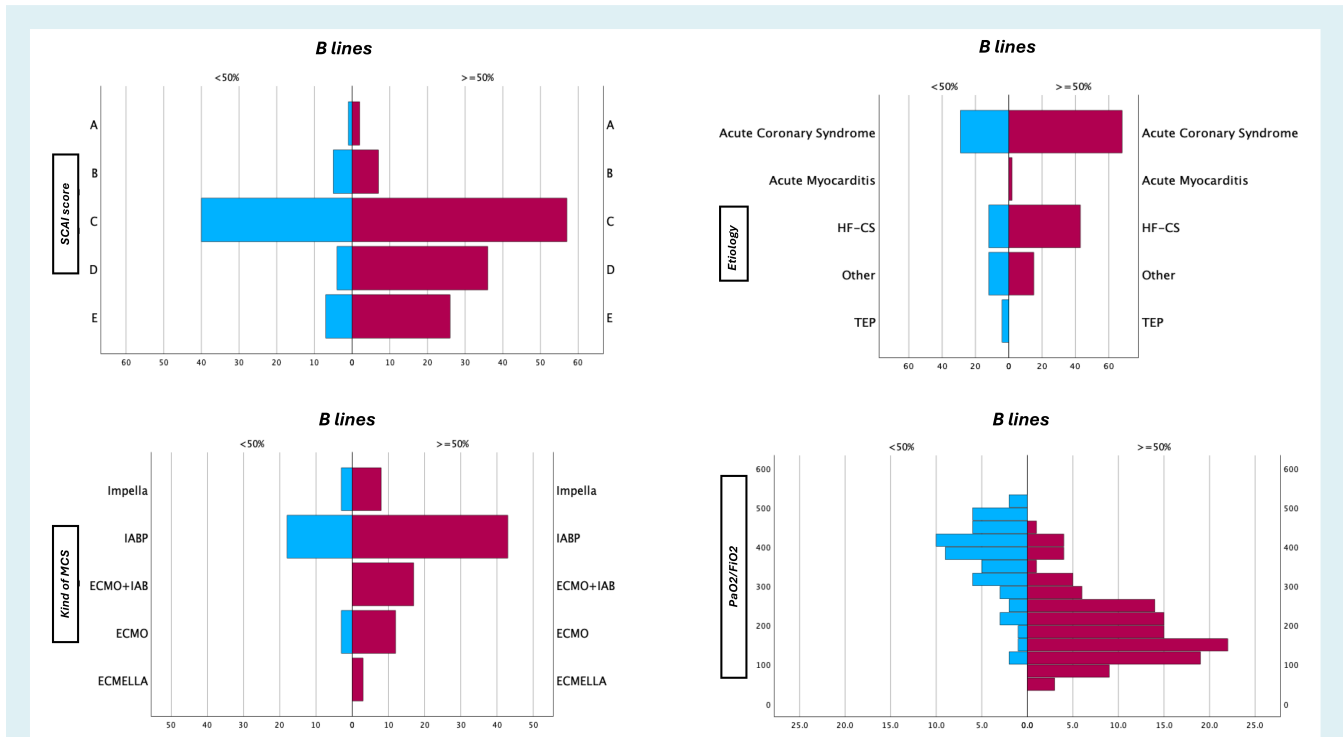 B lines
<50% >=50%
A A
B B
C C
D D
E E
SCAI score
60 50 40 30 20 10 0 10 20 30 40 50 60
B lines
<50% >=50%
Acute Coronary Syndrome Acute Coronary Syndrome
Acute Myocarditis Acute Myocarditis
HF-CS HF-CS
Other Other
TEP TEP
Etiology
60 40 20 0 20 40 60
B lines
<50% >=50%
Impella Impella
IABP IABP
ECMO+IAB ECMO+IAB
ECMO ECMO
ECMELLA ECMELLA
Kind of MCS
50 40 30 20 10 0 10 20 30 40 50
B lines
<50% >=50%
600 600
500 500
400 400
300 300
200 200
100 100
0 0
PaO2/FiO2
25.0 20.0 15.0 10.0 5.0 0.0 5.0 10.0 15.0 20.0 25.0